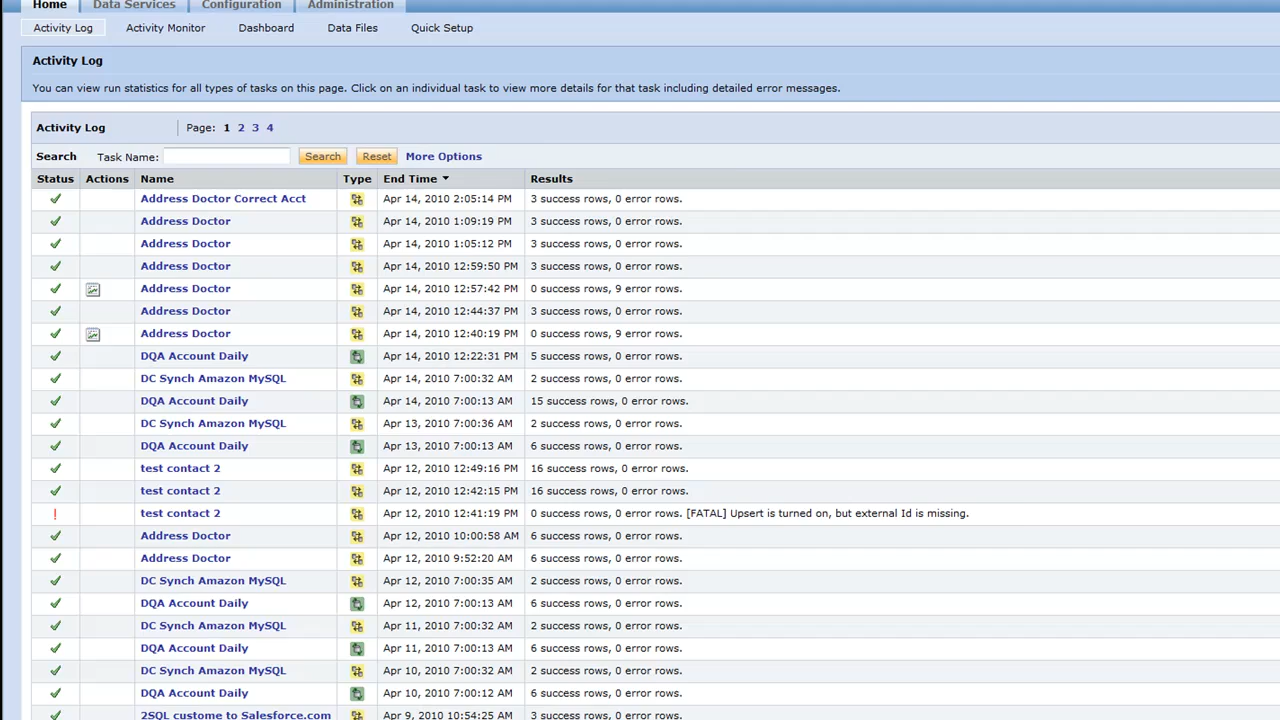 Home Data Services Configuration Administration
Activity Log Activity Monitor Dashboard Data Files Quick Setup
Activity Log
You can view run statistics for all types of tasks on this page. Click on an individual task to view more details for that task including detailed error messages.
Activity Log Page: 1 2 3 4
Search Task Name: Search Reset More Options
Status Actions Name Type End Time Results
Address Doctor Correct Acct Apr 14, 2010 2:05:14 PM 3 success rows, 0 error rows.
Address Doctor Apr 14, 2010 1:09:19 PM 3 success rows, 0 error rows.
Address Doctor Apr 14, 2010 1:05:12 PM 3 success rows, 0 error rows.
Address Doctor Apr 14, 2010 12:59:50 PM 3 success rows, 0 error rows.
Address Doctor Apr 14, 2010 12:57:42 PM 0 success rows, 9 error rows.
Address Doctor Apr 14, 2010 12:44:37 PM 3 success rows, 0 error rows.
Address Doctor Apr 14, 2010 12:40:19 PM 0 success rows, 9 error rows.
DQA Account Daily Apr 14, 2010 12:22:31 PM 5 success rows, 0 error rows.
DC Synch Amazon MySQL Apr 14, 2010 7:00:32 AM 2 success rows, 0 error rows.
DQA Account Daily Apr 14, 2010 7:00:13 AM 15 success rows, 0 error rows.
DC Synch Amazon MySQL Apr 13, 2010 7:00:36 AM 2 success rows, 0 error rows.
DQA Account Daily Apr 13, 2010 7:00:13 AM 6 success rows, 0 error rows.
test contact 2 Apr 12, 2010 12:49:16 PM 16 success rows, 0 error rows.
test contact 2 Apr 12, 2010 12:42:15 PM 16 success rows, 0 error rows.
! test contact 2 Apr 12, 2010 12:41:19 PM 0 success rows, 0 error rows. [FATAL] Upsert is turned on, but external Id is missing.
Address Doctor Apr 12, 2010 10:00:58 AM 6 success rows, 0 error rows.
Address Doctor Apr 12, 2010 9:52:20 AM 6 success rows, 0 error rows.
DC Synch Amazon MySQL Apr 12, 2010 7:00:35 AM 2 success rows, 0 error rows.
DQA Account Daily Apr 12, 2010 7:00:13 AM 6 success rows, 0 error rows.
DC Synch Amazon MySQL Apr 11, 2010 7:00:32 AM 2 success rows, 0 error rows.
DQA Account Daily Apr 11, 2010 7:00:13 AM 6 success rows, 0 error rows.
DC Synch Amazon MySQL Apr 10, 2010 7:00:32 AM 2 success rows, 0 error rows.
DQA Account Daily Apr 10, 2010 7:00:12 AM 6 success rows, 0 error rows.
2SQL custome to Salesforce.com Apr 9, 2010 10:54:25 AM 3 success rows, 0 error rows.